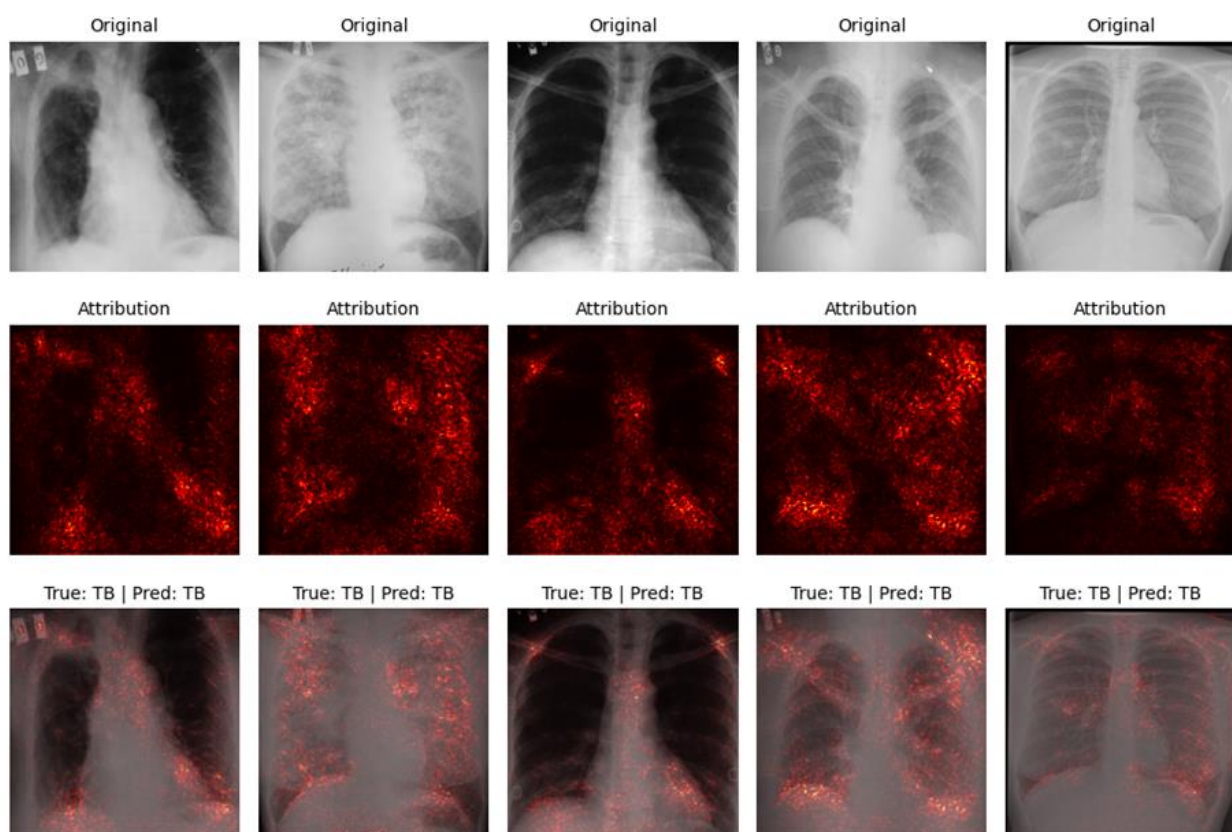 Original Original Original Original Original
Attribution Attribution Attribution Attribution Attribution
True: TB | Pred: TB True: TB | Pred: TB True: TB | Pred: TB True: TB | Pred: TB True: TB | Pred: TB